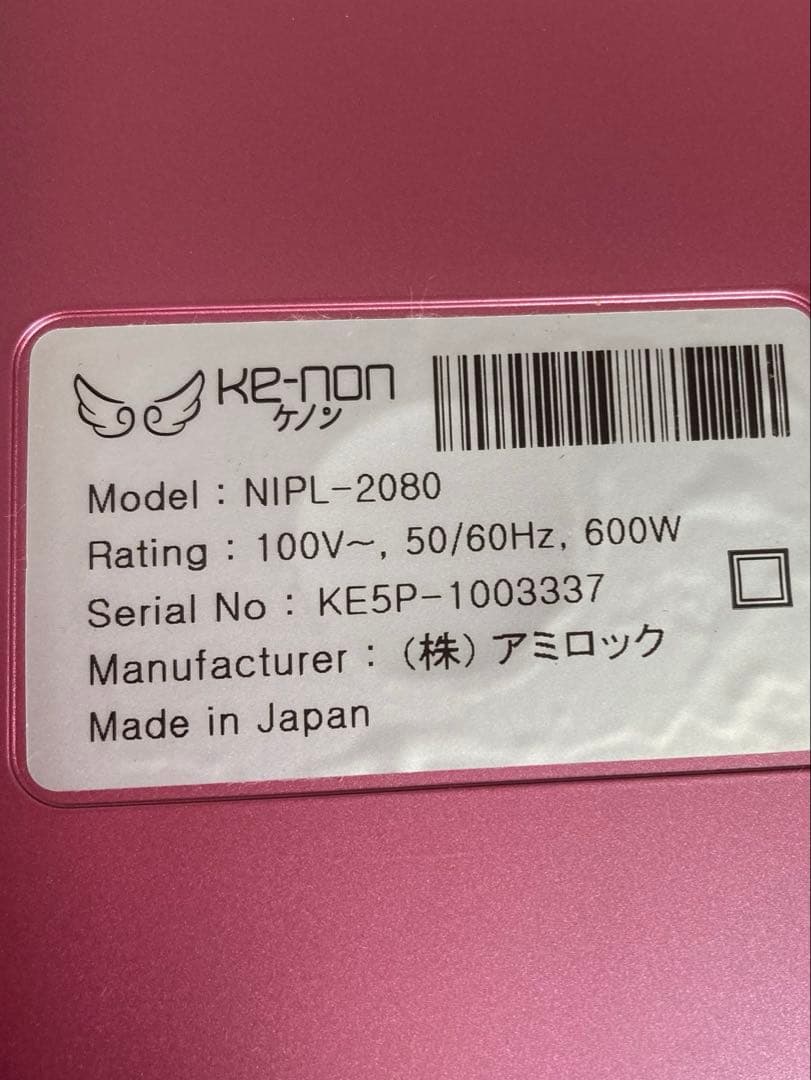 Ke-non
ケノン
Model : NIPL-2080
Rating : 100V~, 50/60Hz, 600W
Serial No : KE5P-1003337
Manufacturer : (株) アミロック
Made in Japan